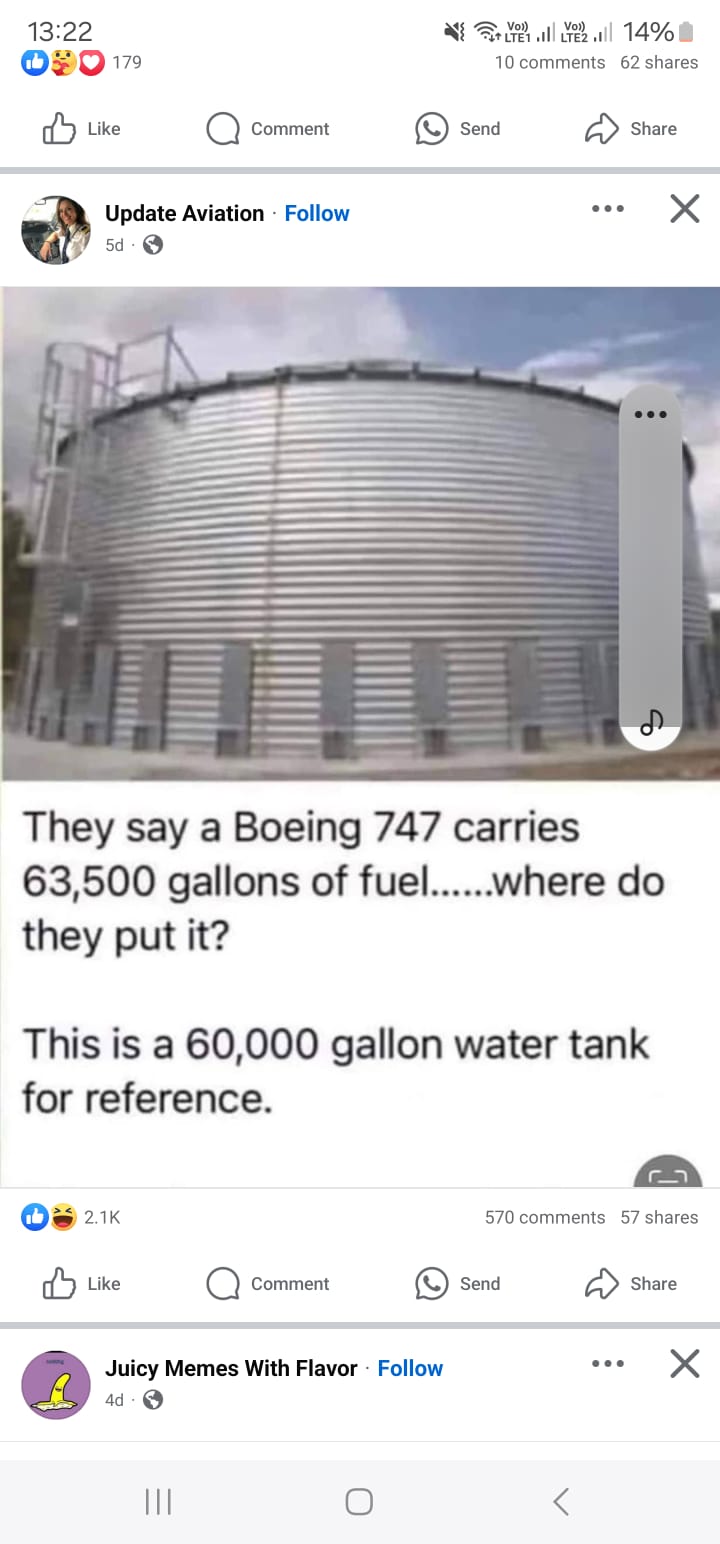 13:22
Vo)) LTE1 Vo)) LTE2 14%
179 10 comments 62 shares
Like Comment Send Share
Update Aviation · Follow
5d ·
They say a Boeing 747 carries
63,500 gallons of fuel......where do
they put it?
This is a 60,000 gallon water tank
for reference.
2.1K 570 comments 57 shares
Like Comment Send Share
Juicy Memes With Flavor · Follow
4d ·